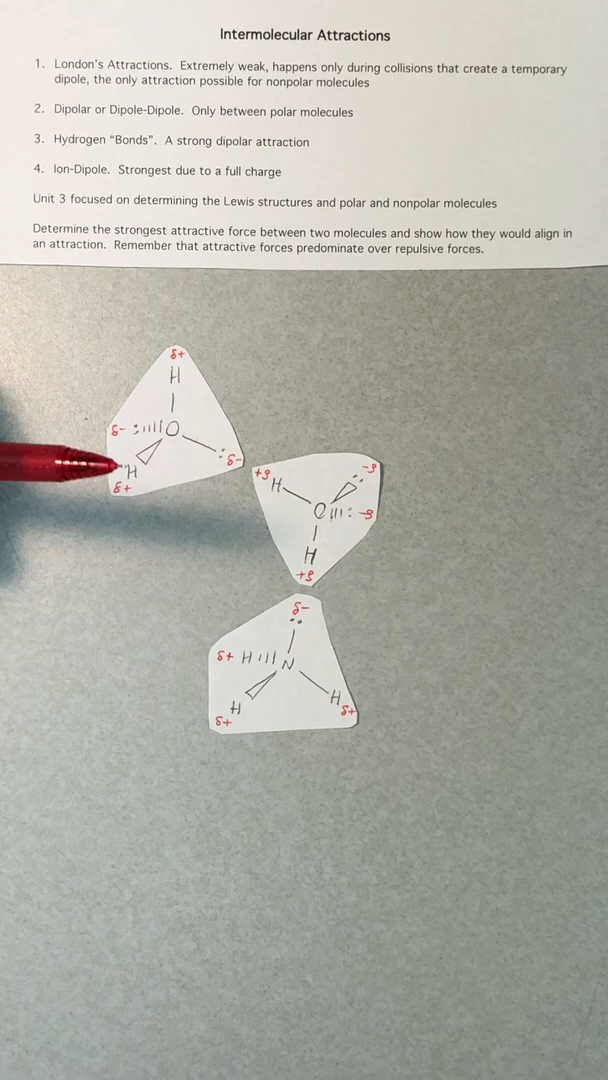 Intermolecular Attractions
1. London's Attractions. Extremely weak, happens only during collisions that create a temporary
dipole, the only attraction possible for nonpolar molecules
2. Dipolar or Dipole-Dipole. Only between polar molecules
3. Hydrogen “Bonds”. A strong dipolar attraction
4. Ion-Dipole. Strongest due to a full charge
Unit 3 focused on determining the Lewis structures and polar and nonpolar molecules
Determine the strongest attractive force between two molecules and show how they would align in
an attraction. Remember that attractive forces predominate over repulsive forces.
δ+
H
δ- : O
: δ-
H
δ+
δ+
H
δ-
:
O : δ-
H
δ+
δ-
:
δ+ H N
H
δ+
H
δ+